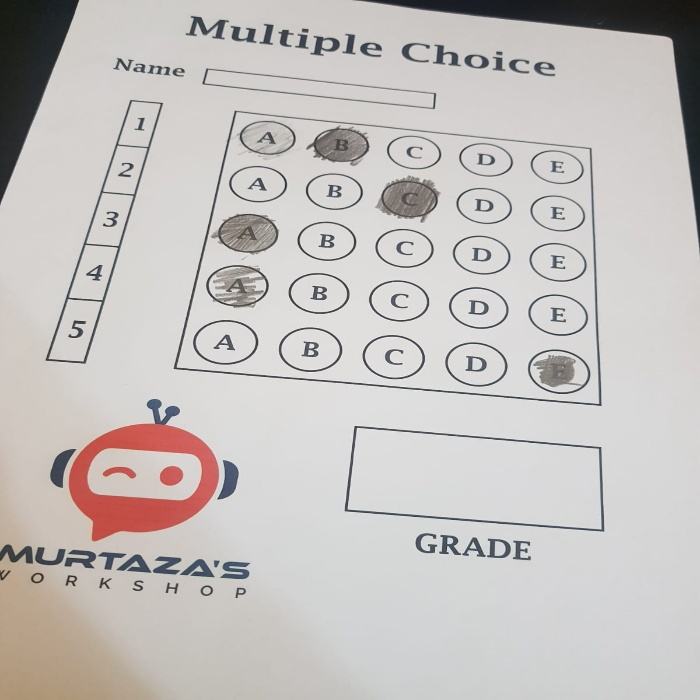 Multiple Choice
Name
1
2
3
4
5
A B C D E
A B C D E
A B C D E
A B C D E
A B C D E
GRADE
MURTAZA'S
WORKSHOP